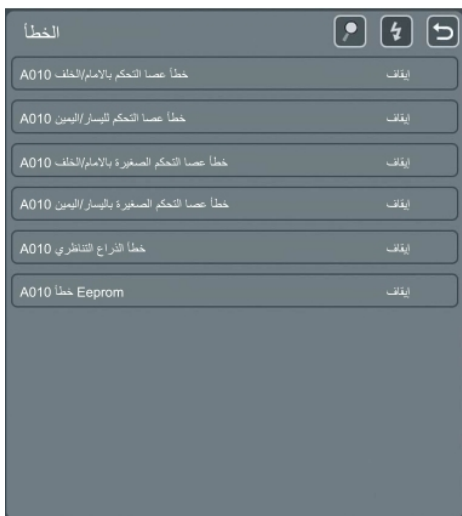 الخطأ
خطأ عصا التحكم بالامام/الخلف A010 إيقاف
خطأ عصا التحكم لليسار/اليمين A010 إيقاف
خطأ عصا التحكم الصغيرة بالامام/الخلف A010 إيقاف
خطأ عصا التحكم الصغيرة باليسار/اليمين A010 إيقاف
خطأ الذراع التناظري A010 إيقاف
A010 خطأ Eeprom إيقاف